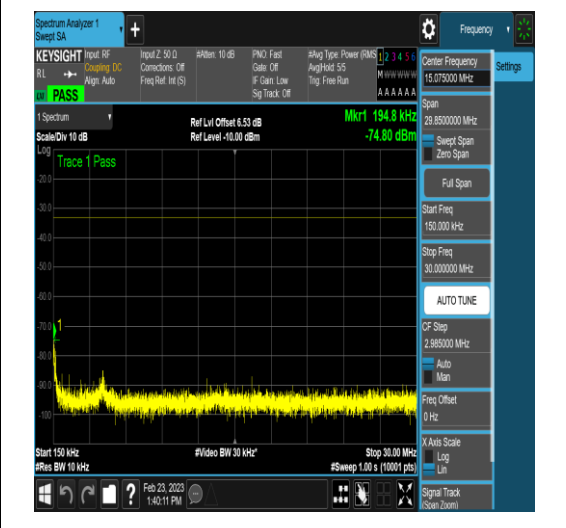 Spectrum Analyzer 1
Swept SA
+
Frequency
KEYSIGHT
RL
PASS
Input: RF
Coupling: DC
Align: Auto
Input Z: 50 Ω
Corrections: Off
Freq Ref: Int (S)
#Atten: 10 dB
PNO: Fast
Gate: Off
IF Gain: Low
Sig Track: Off
#Avg Type: Power (RMS)
Avg|Hold: 5/5
Trig: Free Run
1 2 3 4 5 6
M W W W W W
A A A A A A
1 Spectrum
Scale/Div 10 dB
Ref Lvl Offset 6.53 dB
Ref Level -10.00 dBm
Mkr1 194.8 kHz
-74.80 dBm
Log
Trace 1 Pass
-20.0
-30.0
-40.0
-50.0
-60.0
-70.0
1
-80.0
-90.0
-100
Start 150 kHz
#Res BW 10 kHz
#Video BW 30 kHz*
Stop 30.00 MHz
#Sweep 1.00 s (10001 pts)
?
Feb 23, 2023
1:40:11 PM
Center Frequency
15.075000 MHz
Settings
Span
29.8500000 MHz
Swept Span
Zero Span
Full Span
Start Freq
150.000 kHz
Stop Freq
30.000000 MHz
AUTO TUNE
CF Step
2.985000 MHz
Auto
Man
Freq Offset
0 Hz
X Axis Scale
Log
Lin
Signal Track
(Span Zoom)